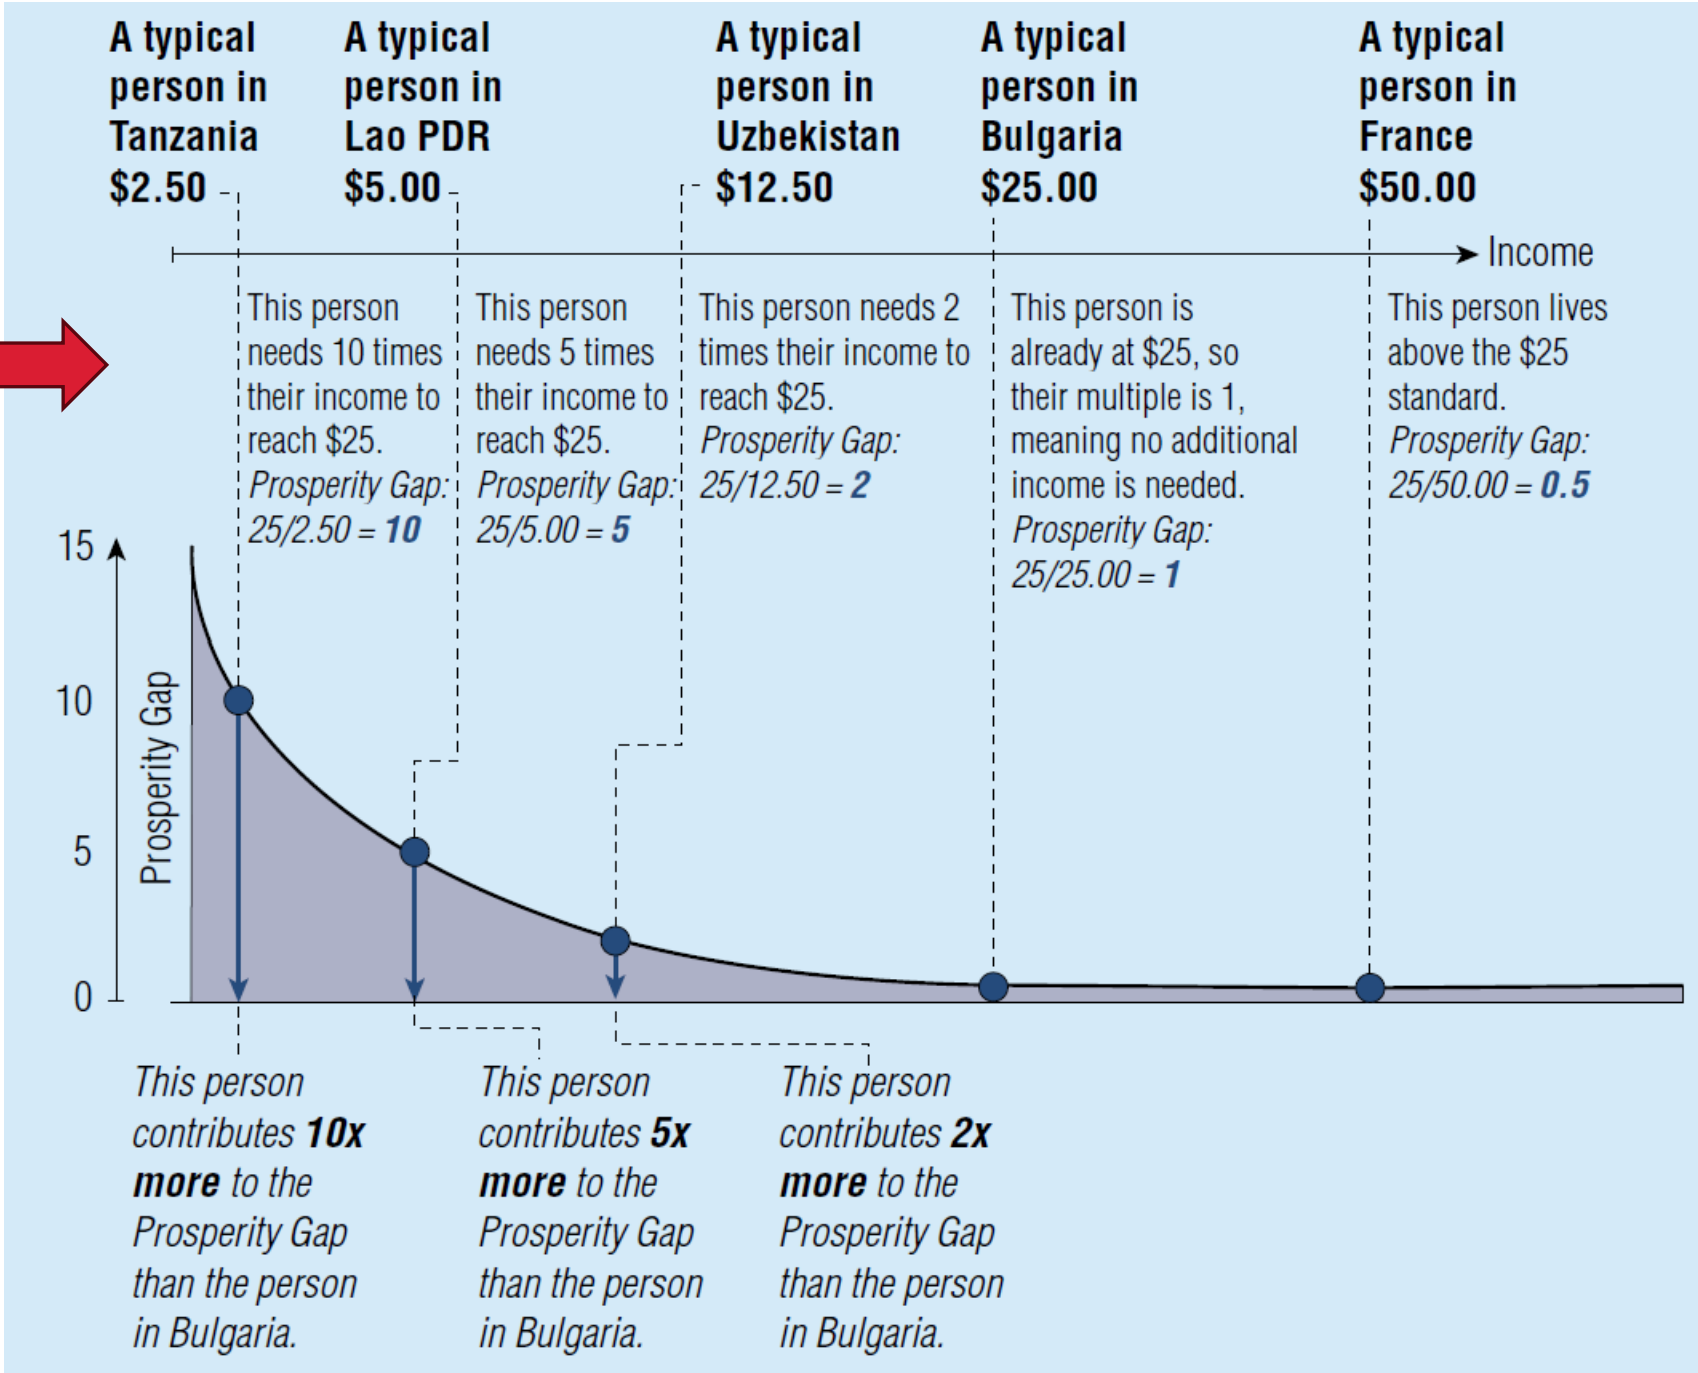 A typical
person in
Tanzania
$2.50
A typical
person in
Lao PDR
$5.00
A typical
person in
Uzbekistan
$12.50
A typical
person in
Bulgaria
$25.00
A typical
person in
France
$50.00
Income
This person
needs 10 times
their income to
reach $25.
Prosperity Gap:
25/2.50 = 10
This person
needs 5 times
their income to
reach $25.
Prosperity Gap:
25/5.00 = 5
This person needs 2
times their income to
reach $25.
Prosperity Gap:
25/12.50 = 2
This person is
already at $25, so
their multiple is 1,
meaning no additional
income is needed.
Prosperity Gap:
25/25.00 = 1
This person lives
above the $25
standard.
Prosperity Gap:
25/50.00 = 0.5
15
10
5
0
Prosperity Gap
This person
contributes 10x
more to the
Prosperity Gap
than the person
in Bulgaria.
This person
contributes 5x
more to the
Prosperity Gap
than the person
in Bulgaria.
This person
contributes 2x
more to the
Prosperity Gap
than the person
in Bulgaria.